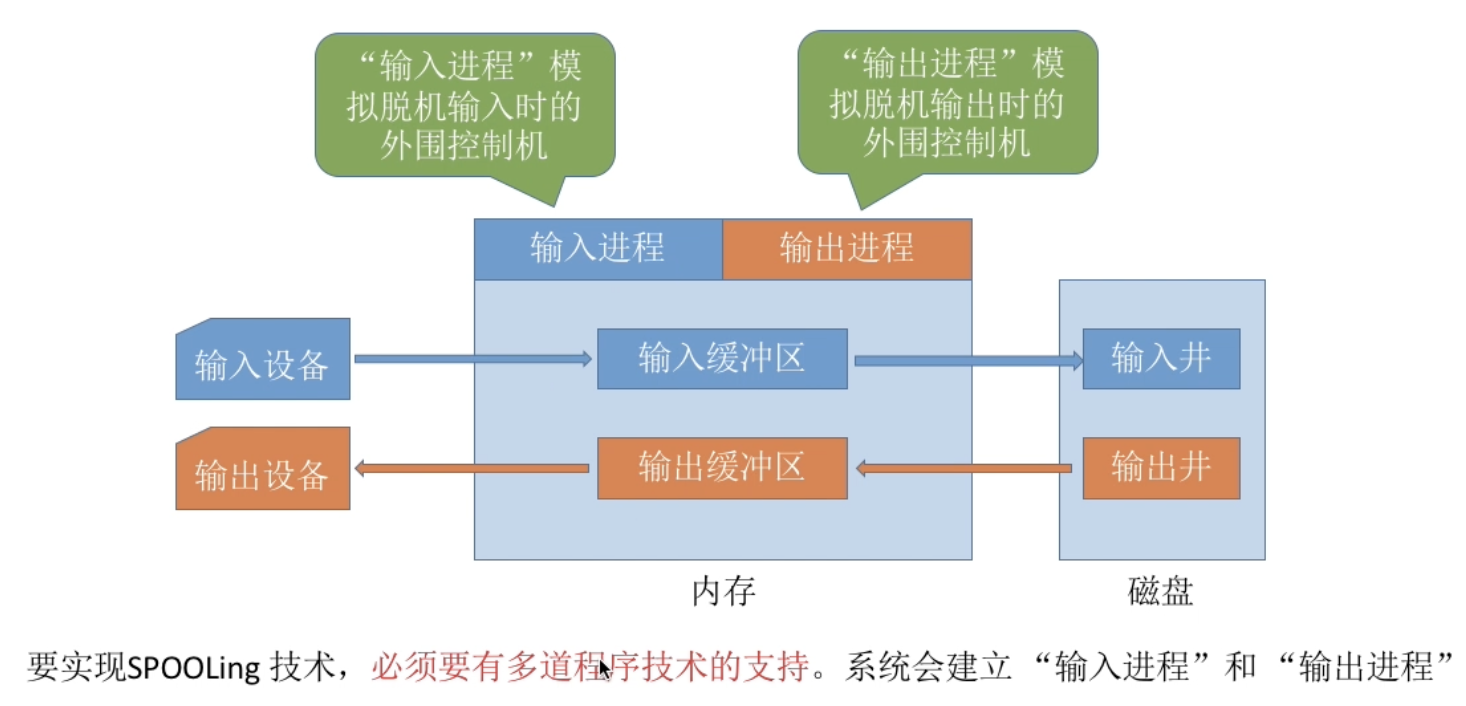 “输入进程”模
拟脱机输入时的
外围控制机
“输出进程”模
拟脱机输出时的
外围控制机
输入进程
输出进程
输入设备
输入缓冲区
输入井
输出设备
输出缓冲区
输出井
内存
磁盘
要实现SPOOLing 技术，必须要有多道程序技术的支持。系统会建立 “输入进程”和 “输出进程”